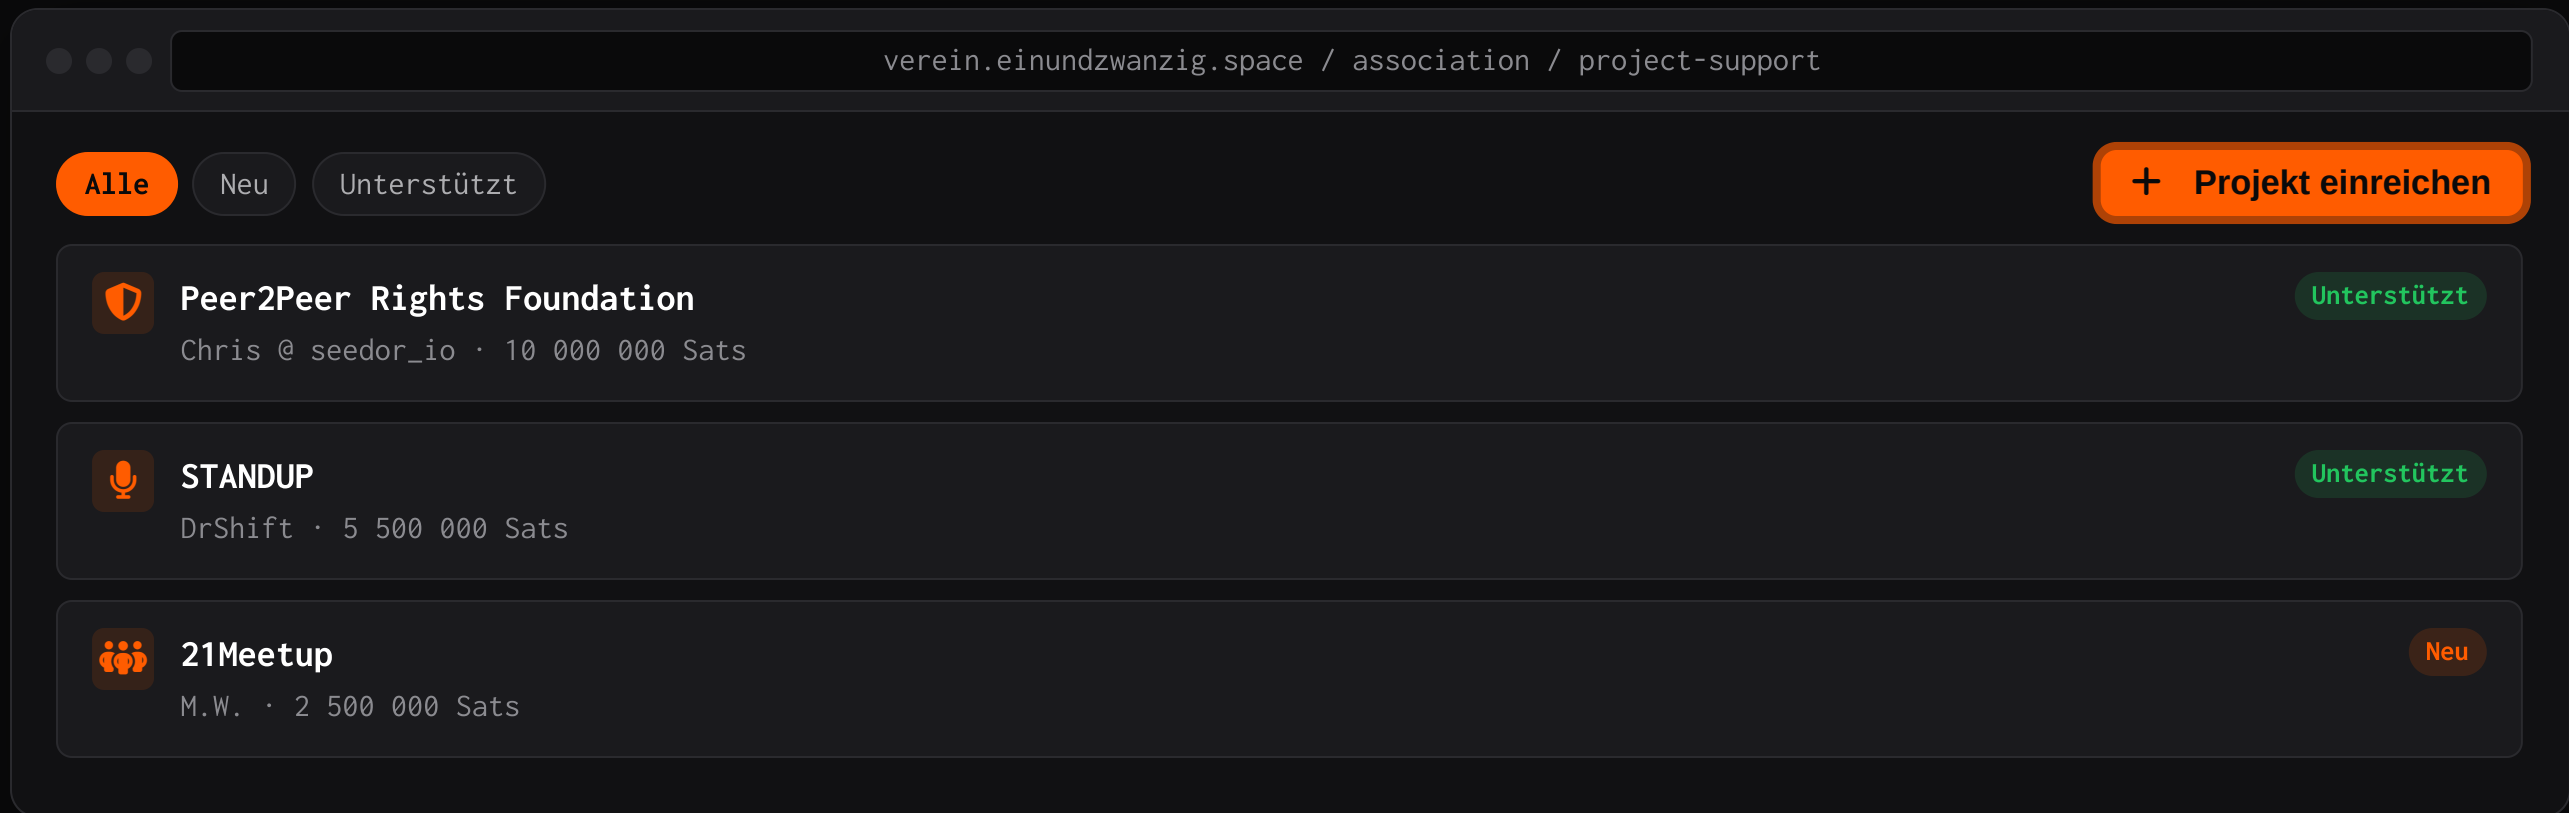 verein.einundzwanzig.space / association / project-support
Alle
Neu
Unterstützt
+ Projekt einreichen
Peer2Peer Rights Foundation
Unterstützt
Chris @ seedor_io · 10 000 000 Sats
STANDUP
Unterstützt
DrShift · 5 500 000 Sats
21Meetup
Neu
M.W. · 2 500 000 Sats